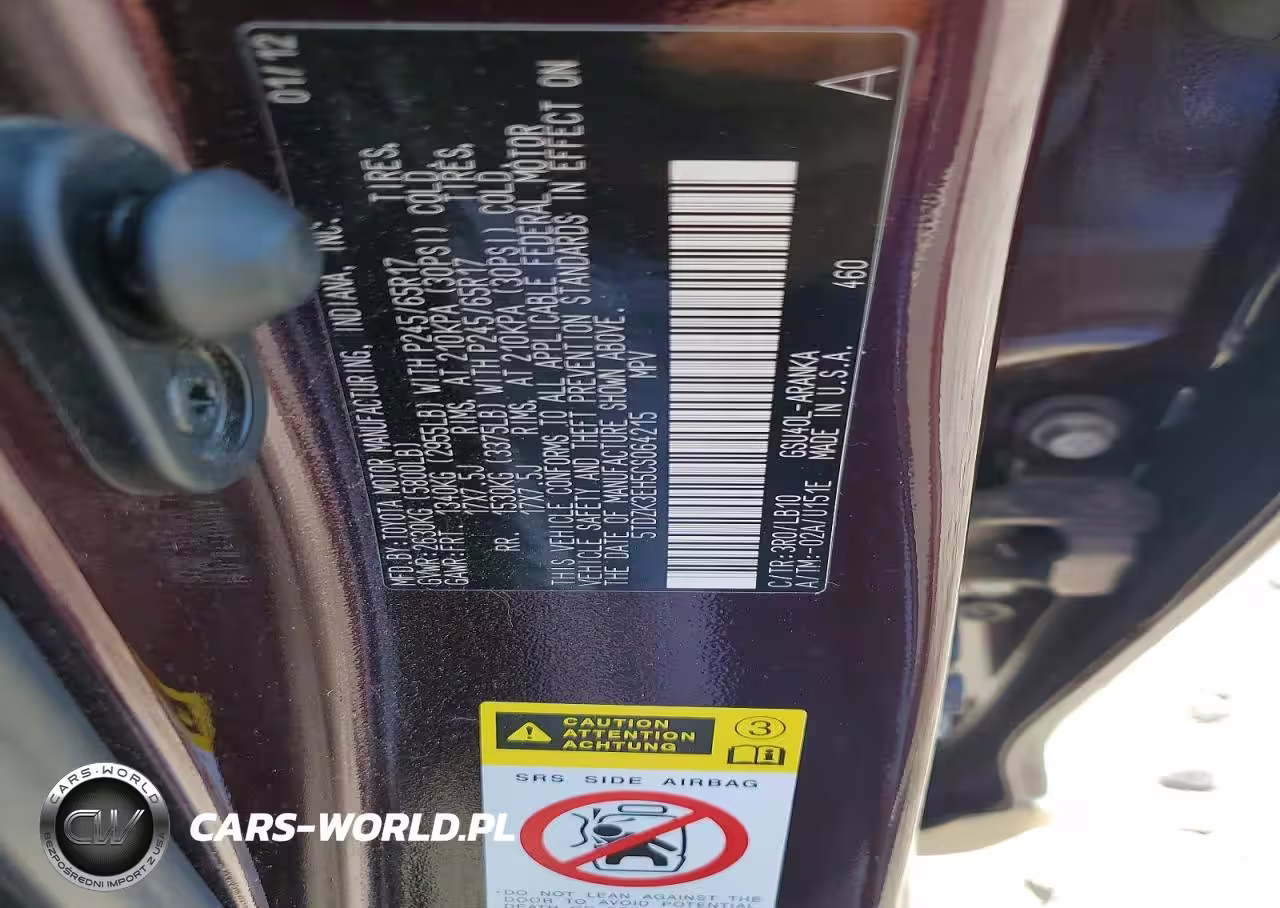 01/12
MFD.BY:TOYOTA MOTOR MANUFACTURING, INDIANA, INC.
GVWR:2639KG(5800LB)
GAWR:FRT. 1340KG (2955LB) WITH P245/65R17 TIRES,
17X7.5J RIMS, AT 210KPA (30PSI) COLD.
RR. 1530KG (3375LB) WITH P245/65R17 TIRES,
17X7.5J RIMS, AT 210KPA (30PSI) COLD.
THIS VEHICLE CONFORMS TO ALL APPLICABLE FEDERAL MOTOR
VEHICLE SAFETY AND THEFT PREVENTION STANDARDS IN EFFECT ON
THE DATE OF MANUFACTURE SHOWN ABOVE.
5TDZK3EH5CS064215 MPV
C/TR:3R0/LB10 GSU40L-ARANKA 460 A
A/TM:-02A/U151E MADE IN U.S.A.
CAUTION
ATTENTION
ACHTUNG
3
SRS SIDE AIRBAG
·DO NOT LEAN AGAINST THE
DOOR TO AVOID POTENTIAL
CARS-WORLD
CW
BEZPOŚREDNI IMPORT Z USA
CARS-WORLD.PL